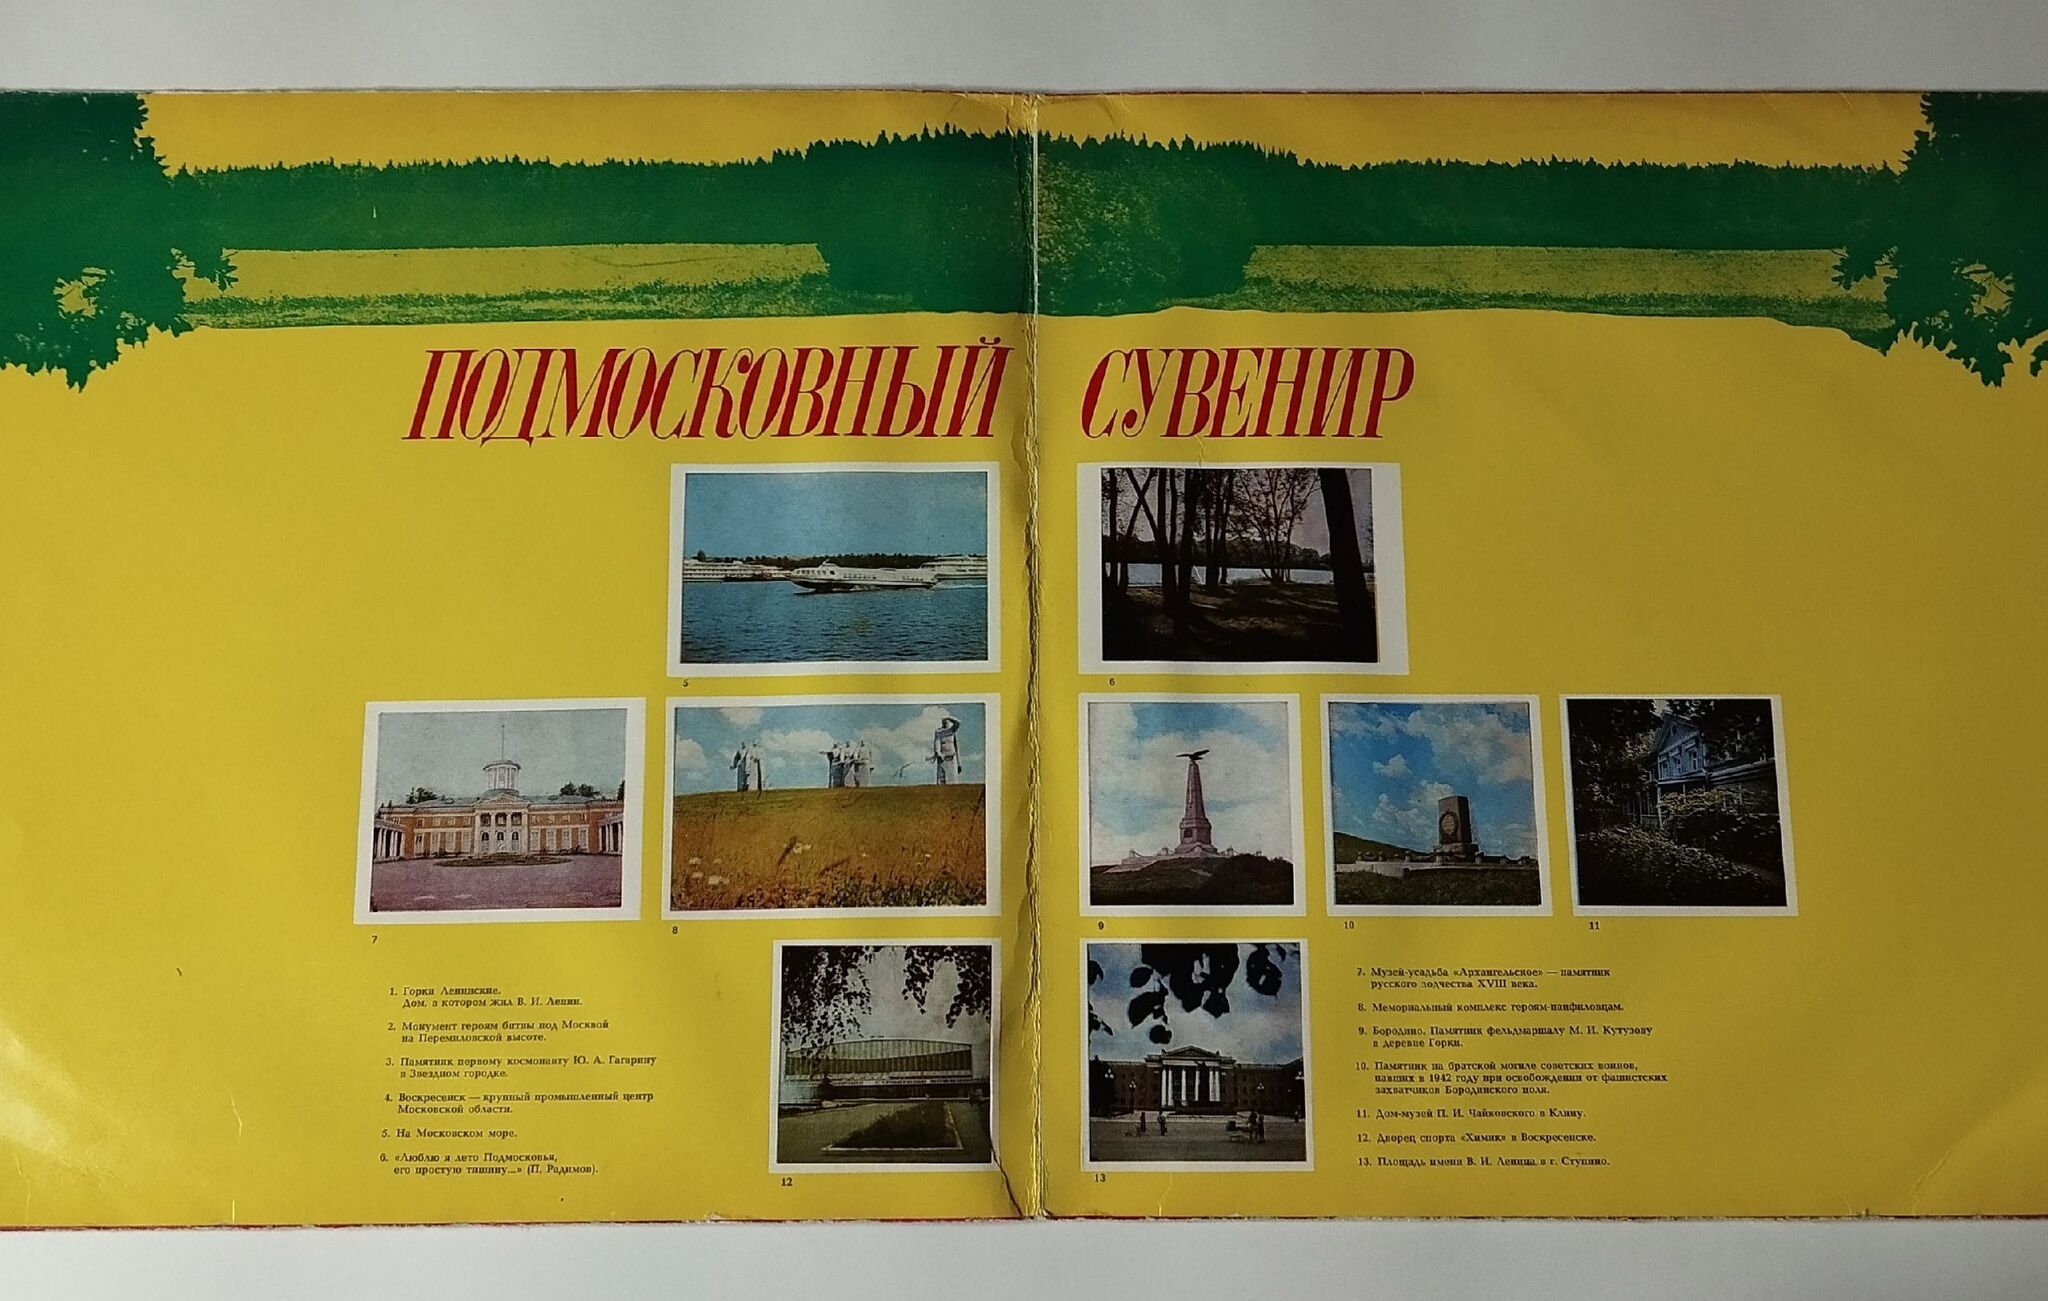 ПОДМОСКОВНЫЙ СУВЕНИР
5
6
7
8
9
10
11
12
13
1. Горки Ленинские.
Дом, в котором жил В. И. Ленин.
2. Монумент героям битвы под Москвой
на Перемиловской высоте.
3. Памятник первому космонавту Ю. А. Гагарину
в Звездном городке.
4. Воскресенск — крупный промышленный центр
Московской области.
5. На Московском море.
6. «Люблю я лето Подмосковья,
его простую тишину...» (П. Радимов).
7. Музей-усадьба «Архангельское» — памятник
русского зодчества XVIII века.
8. Мемориальный комплекс героям-панфиловцам.
9. Бородино. Памятник фельдмаршалу М. И. Кутузову
в деревне Горки.
10. Памятник на братской могиле советских воинов,
павших в 1942 году при освобождении от фашистских
захватчиков Бородинского поля.
11. Дом-музей П. И. Чайковского в Клину.
12. Дворец спорта «Химик» в Воскресенске.
13. Площадь имени В. И. Ленина в г. Ступино.